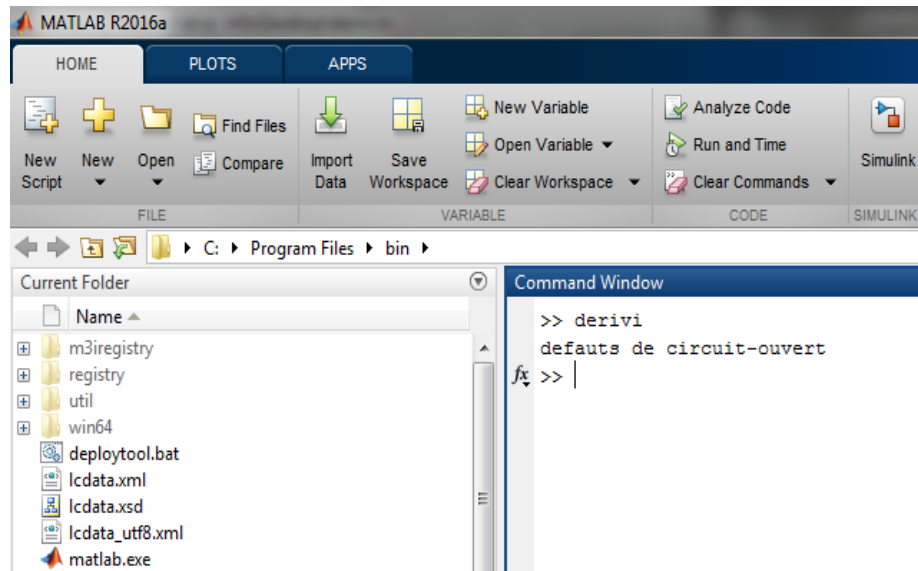 MATLAB R2016a
HOME PLOTS APPS
New Script
New
Open
Find Files
Compare
FILE
Import Data
Save Workspace
New Variable
Open Variable
Clear Workspace
VARIABLE
Analyze Code
Run and Time
Clear Commands
CODE
Simulink
SIMULINK
C: Program Files bin
Current Folder
Name
m3iregistry
registry
util
win64
deploytool.bat
lcdata.xml
lcdata.xsd
lcdata_utf8.xml
matlab.exe
Command Window
>> derivi
defauts de circuit-ouvert
fx >>